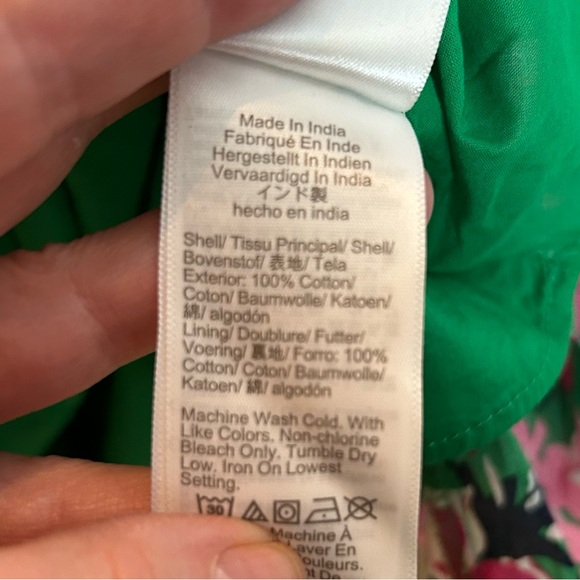 Made In India
Fabriqué En Inde
Hergestellt In Indien
Vervaardigd In India
インド製
hecho en india
Shell/ Tissu Principal/ Shell/
Bovenstof/ 表地/ Tela
Exterior: 100% Cotton/
Coton/ Baumwolle/ Katoen/
綿/ algodón
Lining/ Doublure/ Futter/
Voering/ 裏地/ Forro: 100%
Cotton/ Coton/ Baumwolle/
Katoen/ 綿/ algodón
Machine Wash Cold. With
Like Colors. Non-chlorine
Bleach Only. Tumble Dry
Low. Iron On Lowest
Setting.
30
Machine À
Laver En
ouleurs.
nt De